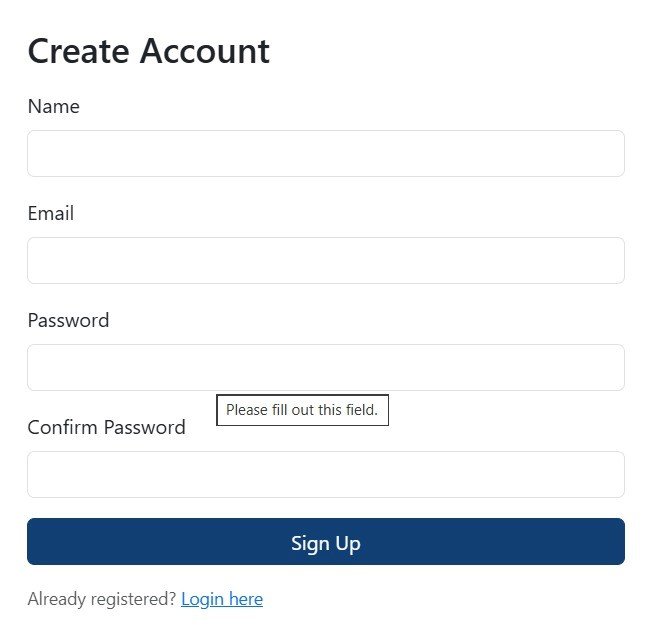 Create Account
Name
Email
Password
Please fill out this field.
Confirm Password
Sign Up
Already registered? Login here